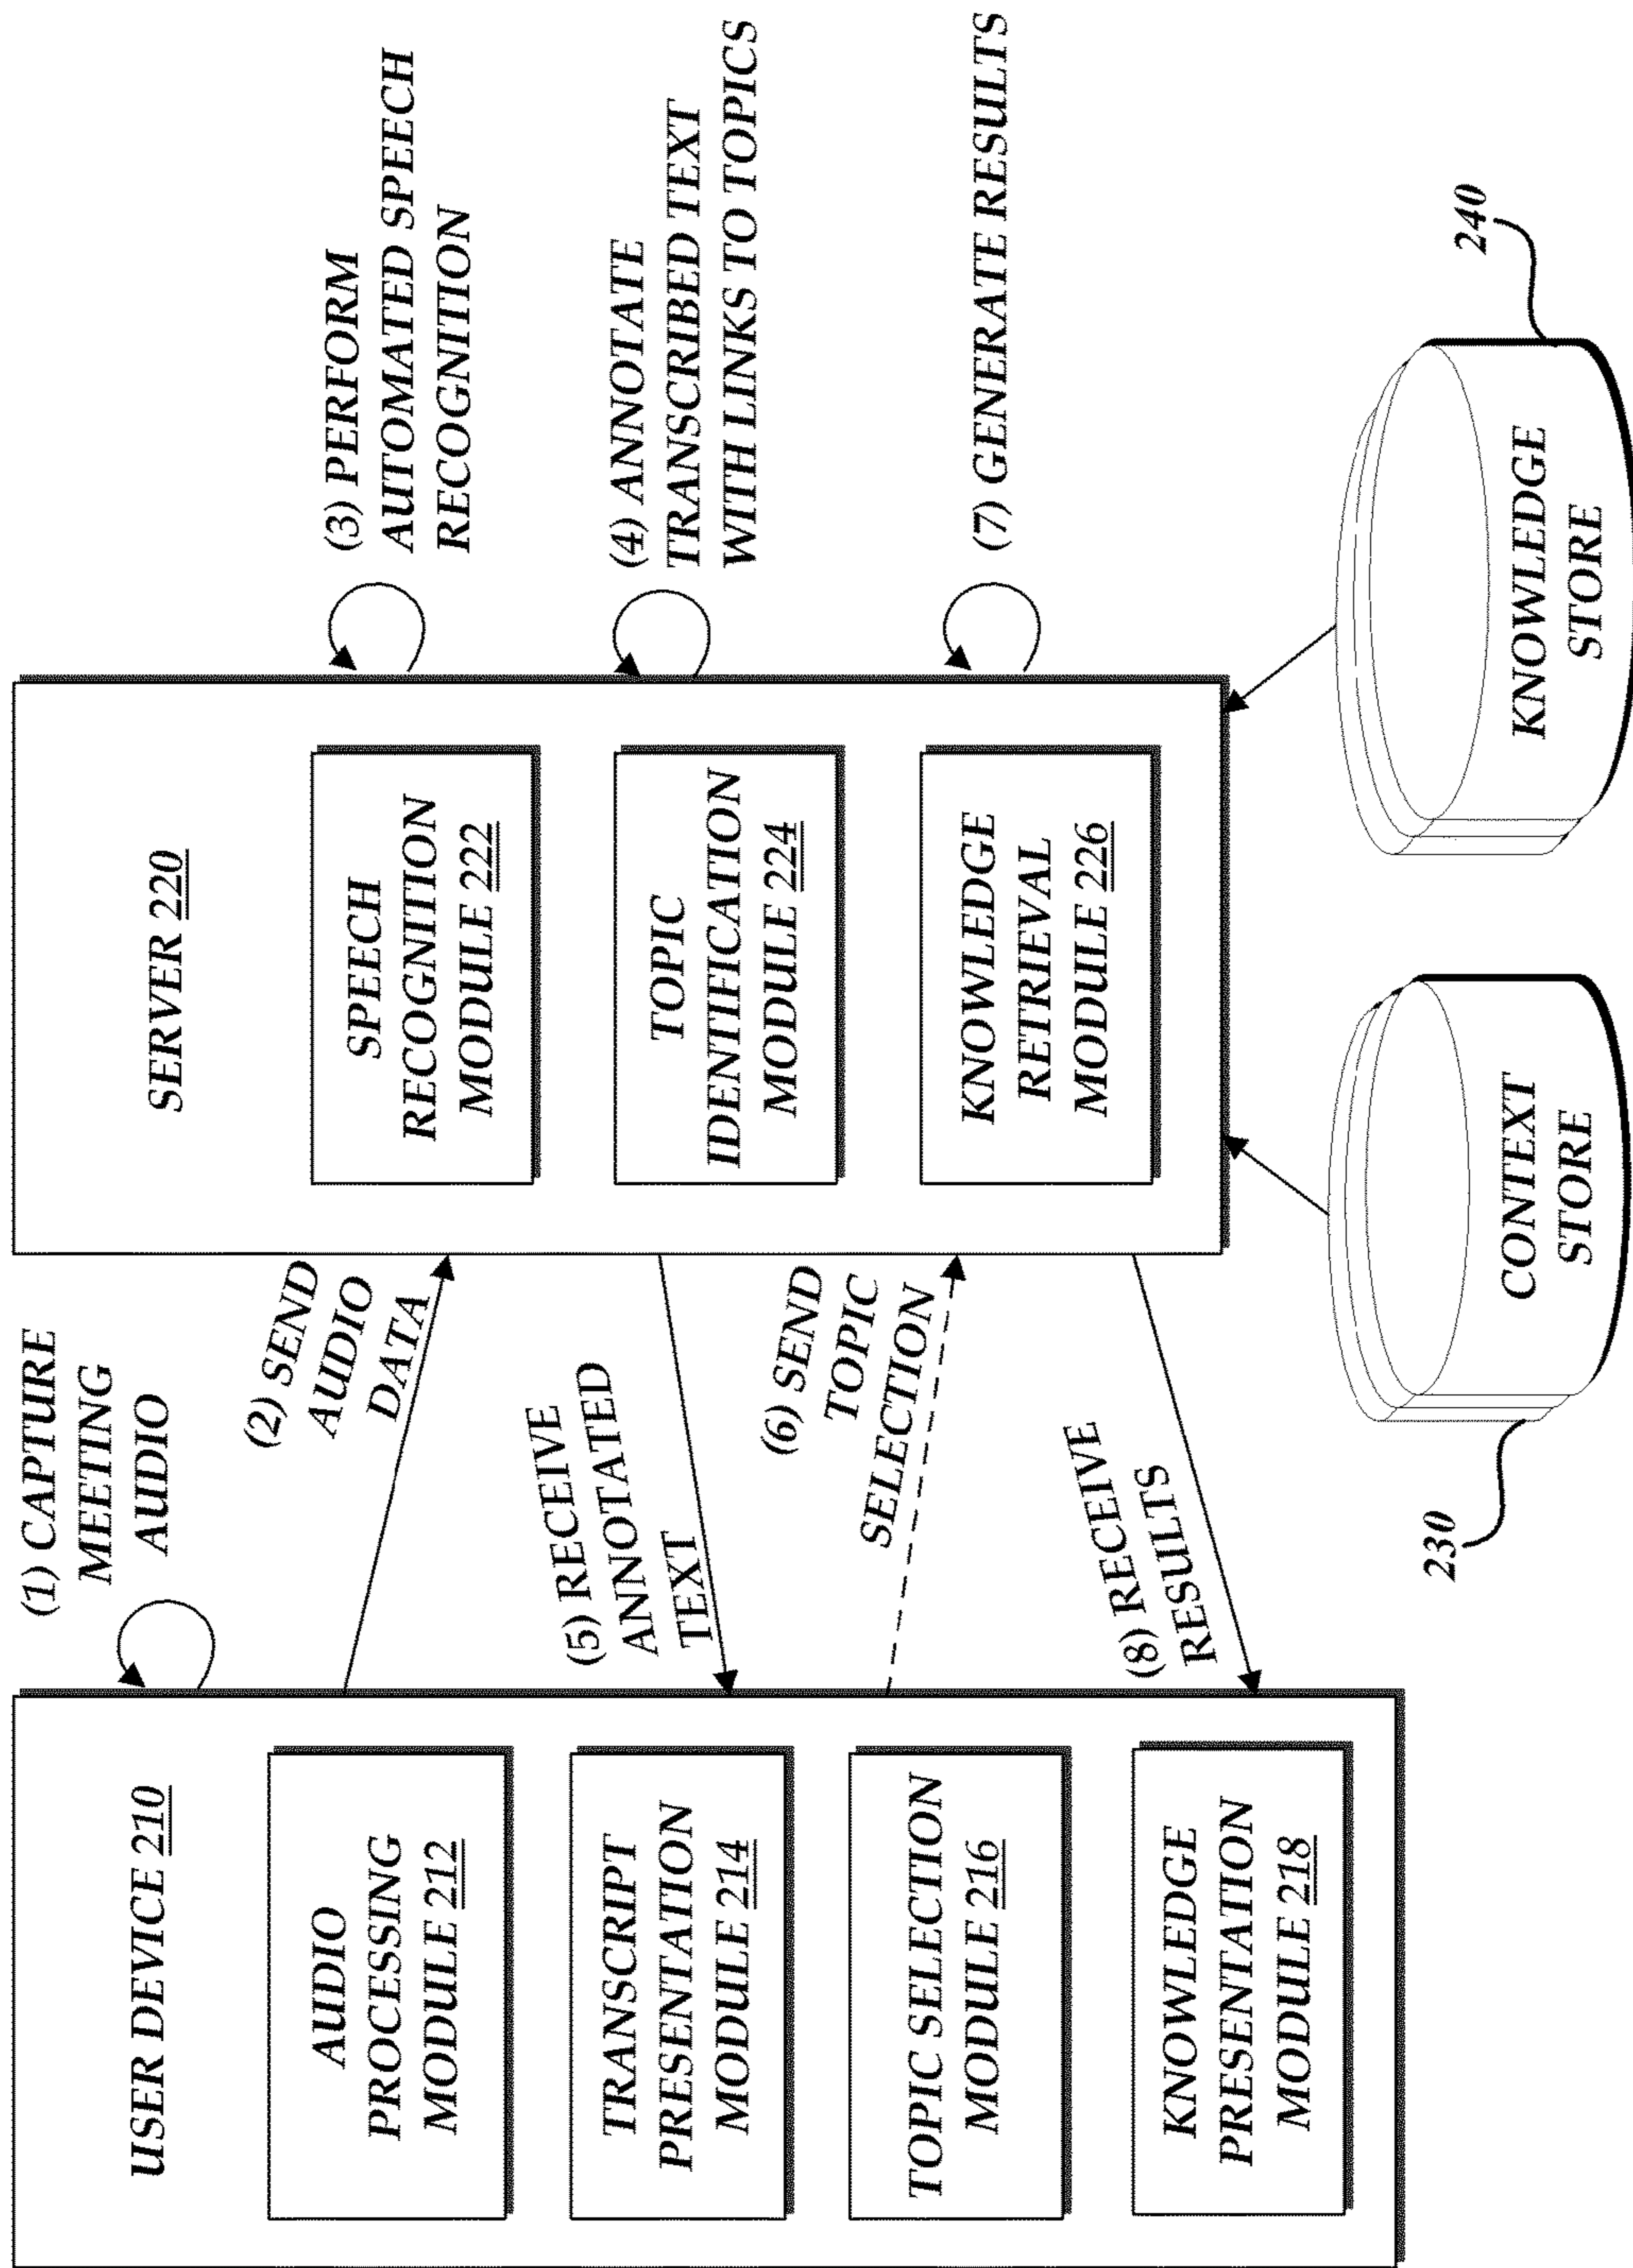 USER DEVICE 210
AUDIO
PROCESSING
MODULE 212
TRANSCRIPT
PRESENTATION
MODULE 214
TOPIC SELECTION
MODULE 216
KNOWLEDGE
PRESENTATION
MODULE 218
(1) CAPTURE
MEETING
AUDIO
(2) SEND
AUDIO
DATA
(5) RECEIVE
ANNOTATED
TEXT
(6) SEND
TOPIC
SELECTION
(8) RECEIVE
RESULTS
SERVER 220
SPEECH
RECOGNITION
MODULE 222
TOPIC
IDENTIFICATION
MODULE 224
KNOWLEDGE
RETRIEVAL
MODULE 226
(3) PERFORM
AUTOMATED SPEECH
RECOGNITION
(4) ANNOTATE
TRANSCRIBED TEXT
WITH LINKS TO TOPICS
(7) GENERATE RESULTS
230
CONTEXT
STORE
KNOWLEDGE
STORE
240